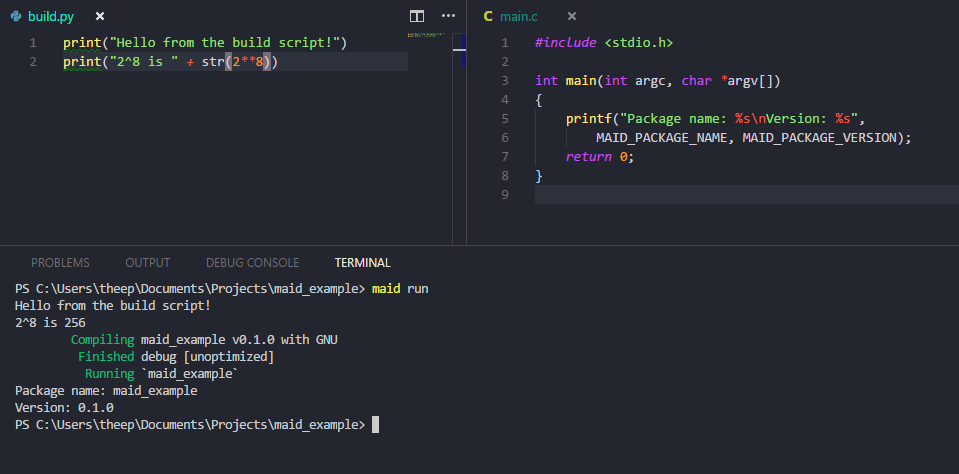 build.py
1 print("Hello from the build script!")
2 print("2^8 is " + str(2**8))
C main.c
1 #include <stdio.h>
2
3 int main(int argc, char *argv[])
4 {
5     printf("Package name: %s\nVersion: %s",
6         MAID_PACKAGE_NAME, MAID_PACKAGE_VERSION);
7     return 0;
8 }
9
PROBLEMS OUTPUT DEBUG CONSOLE TERMINAL
PS C:\Users\theep\Documents\Projects\maid_example> maid run
Hello from the build script!
2^8 is 256
Compiling maid_example v0.1.0 with GNU
Finished debug [unoptimized]
Running `maid_example`
Package name: maid_example
Version: 0.1.0
PS C:\Users\theep\Documents\Projects\maid_example>